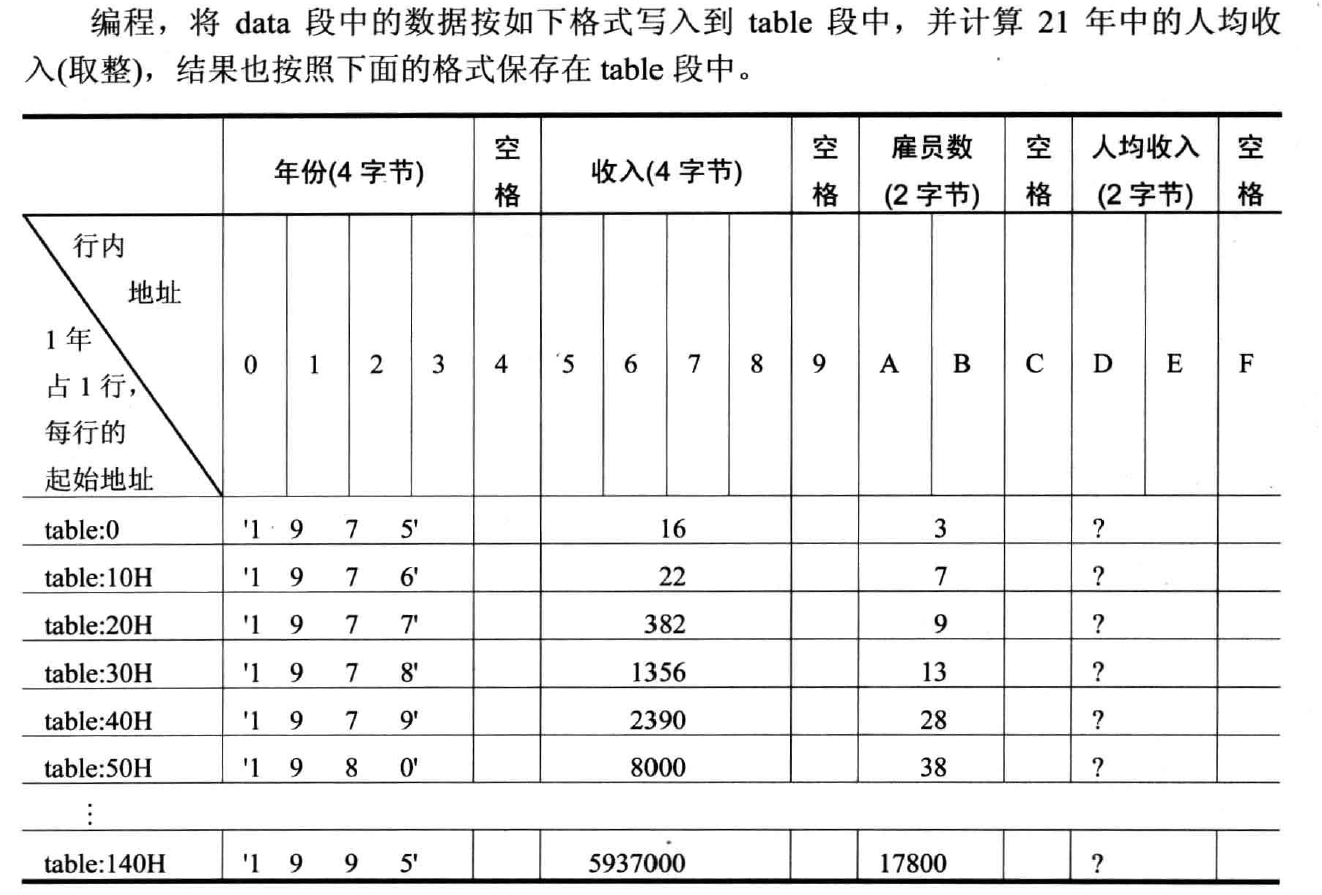 编程，将 data 段中的数据按如下格式写入到 table 段中，并计算 21 年中的人均收
入(取整)，结果也按照下面的格式保存在 table 段中。
年份(4 字节) 空格 收入(4 字节) 空格 雇员数(2 字节) 空格 人均收入(2 字节) 空格
行内
地址
1 年
占 1 行，
每行的
起始地址
0 1 2 3 4 5 6 7 8 9 A B C D E F
table:0 '1 9 7 5' 16 3 ?
table:10H '1 9 7 6' 22 7 ?
table:20H '1 9 7 7' 382 9 ?
table:30H '1 9 7 8' 1356 13 ?
table:40H '1 9 7 9' 2390 28 ?
table:50H '1 9 8 0' 8000 38 ?
⋮
table:140H '1 9 9 5' 5937000 17800 ?